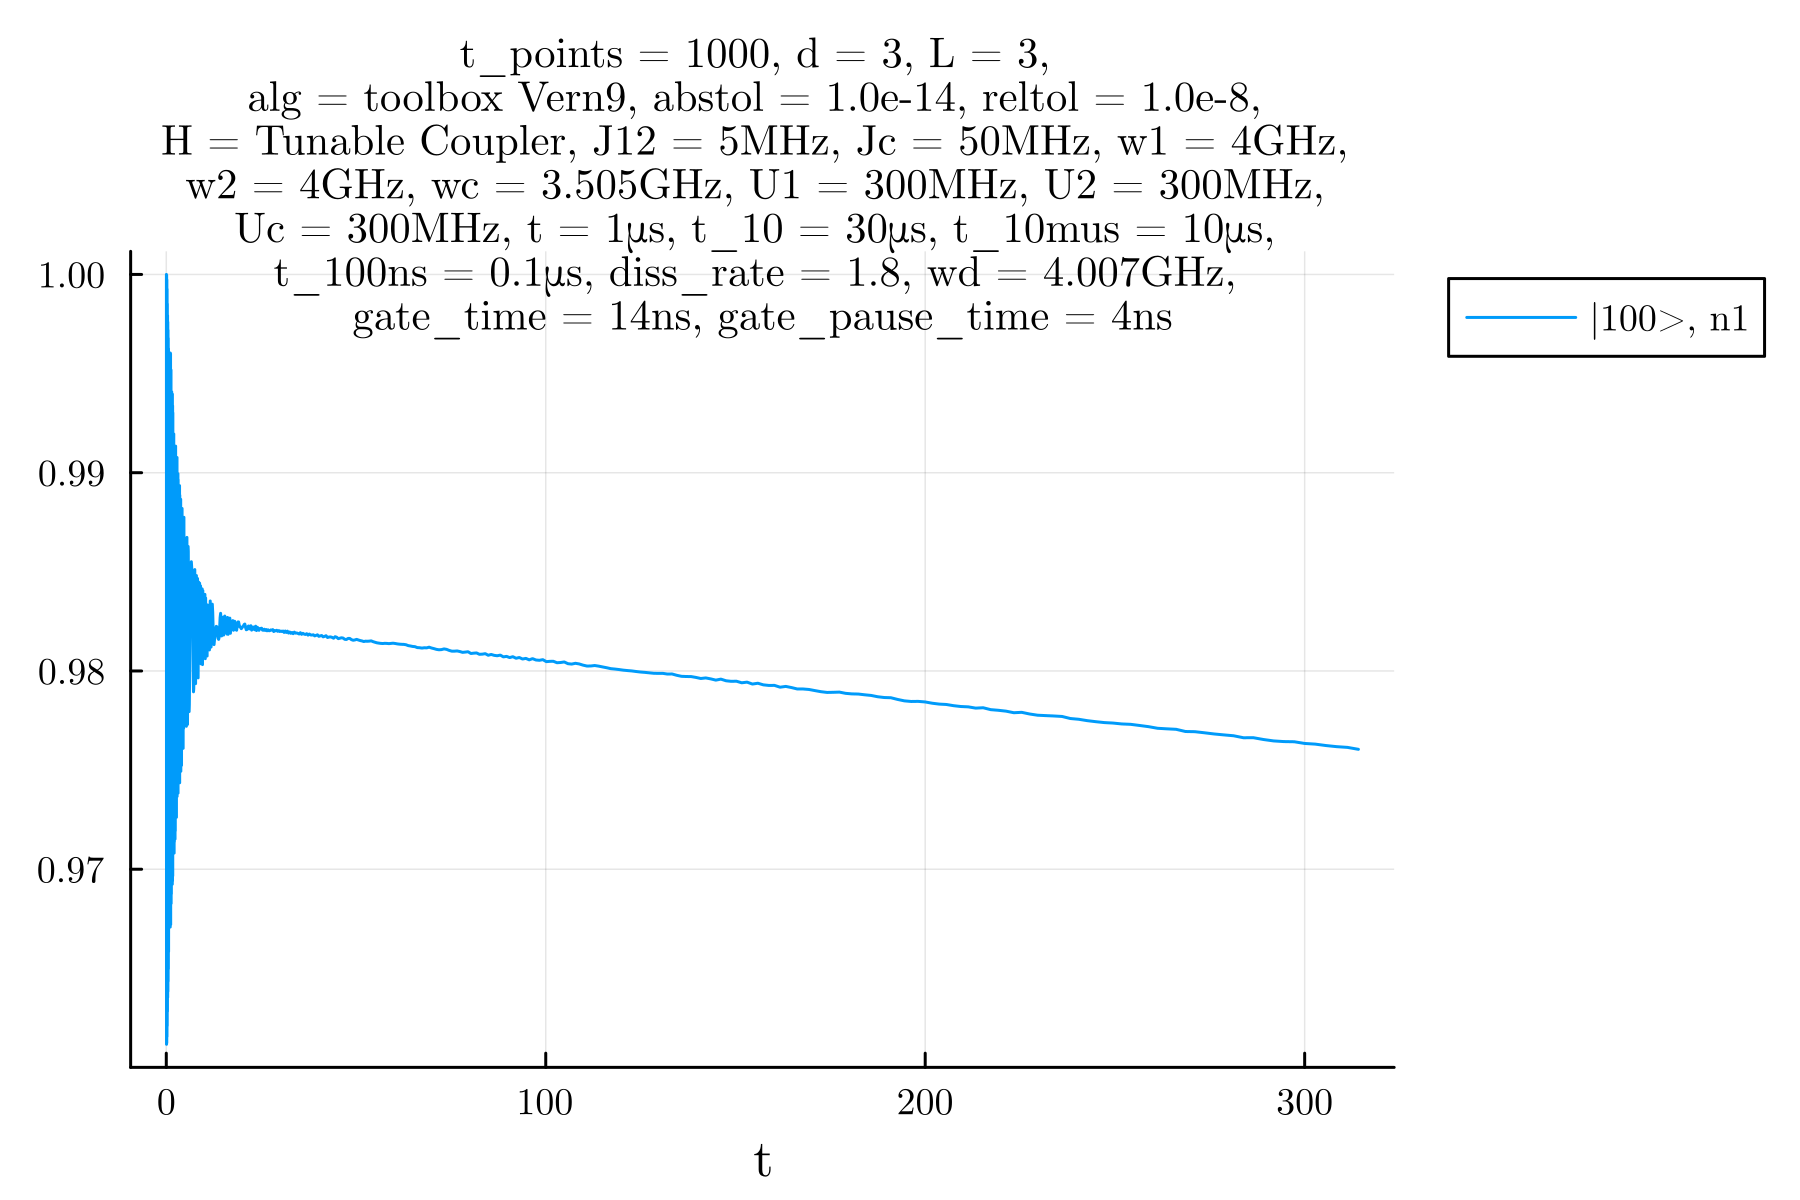 t_points = 1000, d = 3, L = 3,
alg = toolbox Vern9, abstol = 1.0e-14, reltol = 1.0e-8,
H = Tunable Coupler, J12 = 5MHz, Jc = 50MHz, w1 = 4GHz,
w2 = 4GHz, wc = 3.505GHz, U1 = 300MHz, U2 = 300MHz,
Uc = 300MHz, t = 1μs, t_10 = 30μs, t_10mus = 10μs,
t_100ns = 0.1μs, diss_rate = 1.8, wd = 4.007GHz,
gate_time = 14ns, gate_pause_time = 4ns
|100>, n1
1.00
0.99
0.98
0.97
0 100 200 300
t